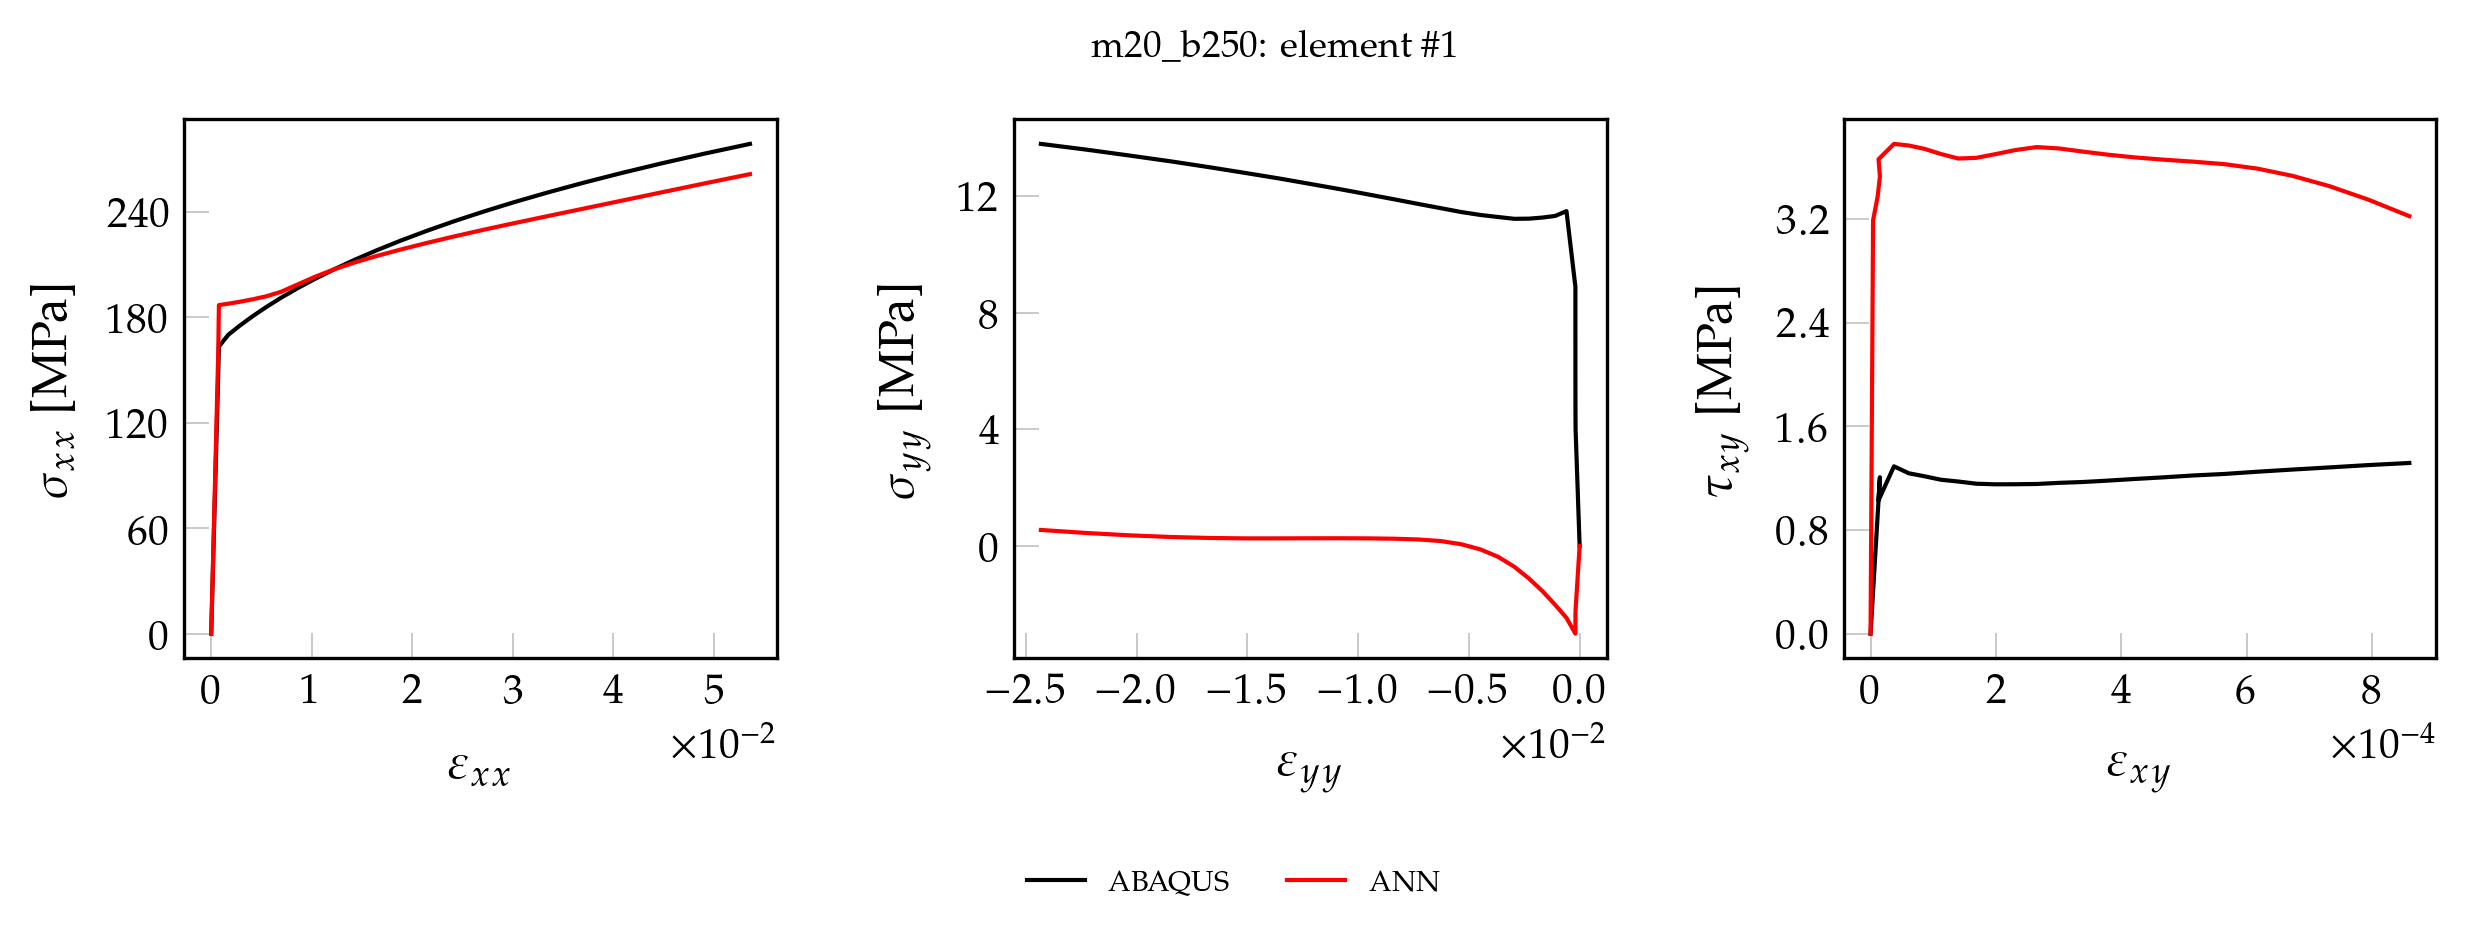 m20_b250: element #1
σxx [MPa]
240
180
120
60
0
0 1 2 3 4 5
×10−2
εxx
σyy [MPa]
12
8
4
0
−2.5 −2.0 −1.5 −1.0 −0.5 0.0
×10−2
εyy
τxy [MPa]
3.2
2.4
1.6
0.8
0.0
0 2 4 6 8
×10−4
εxy
ABAQUS ANN